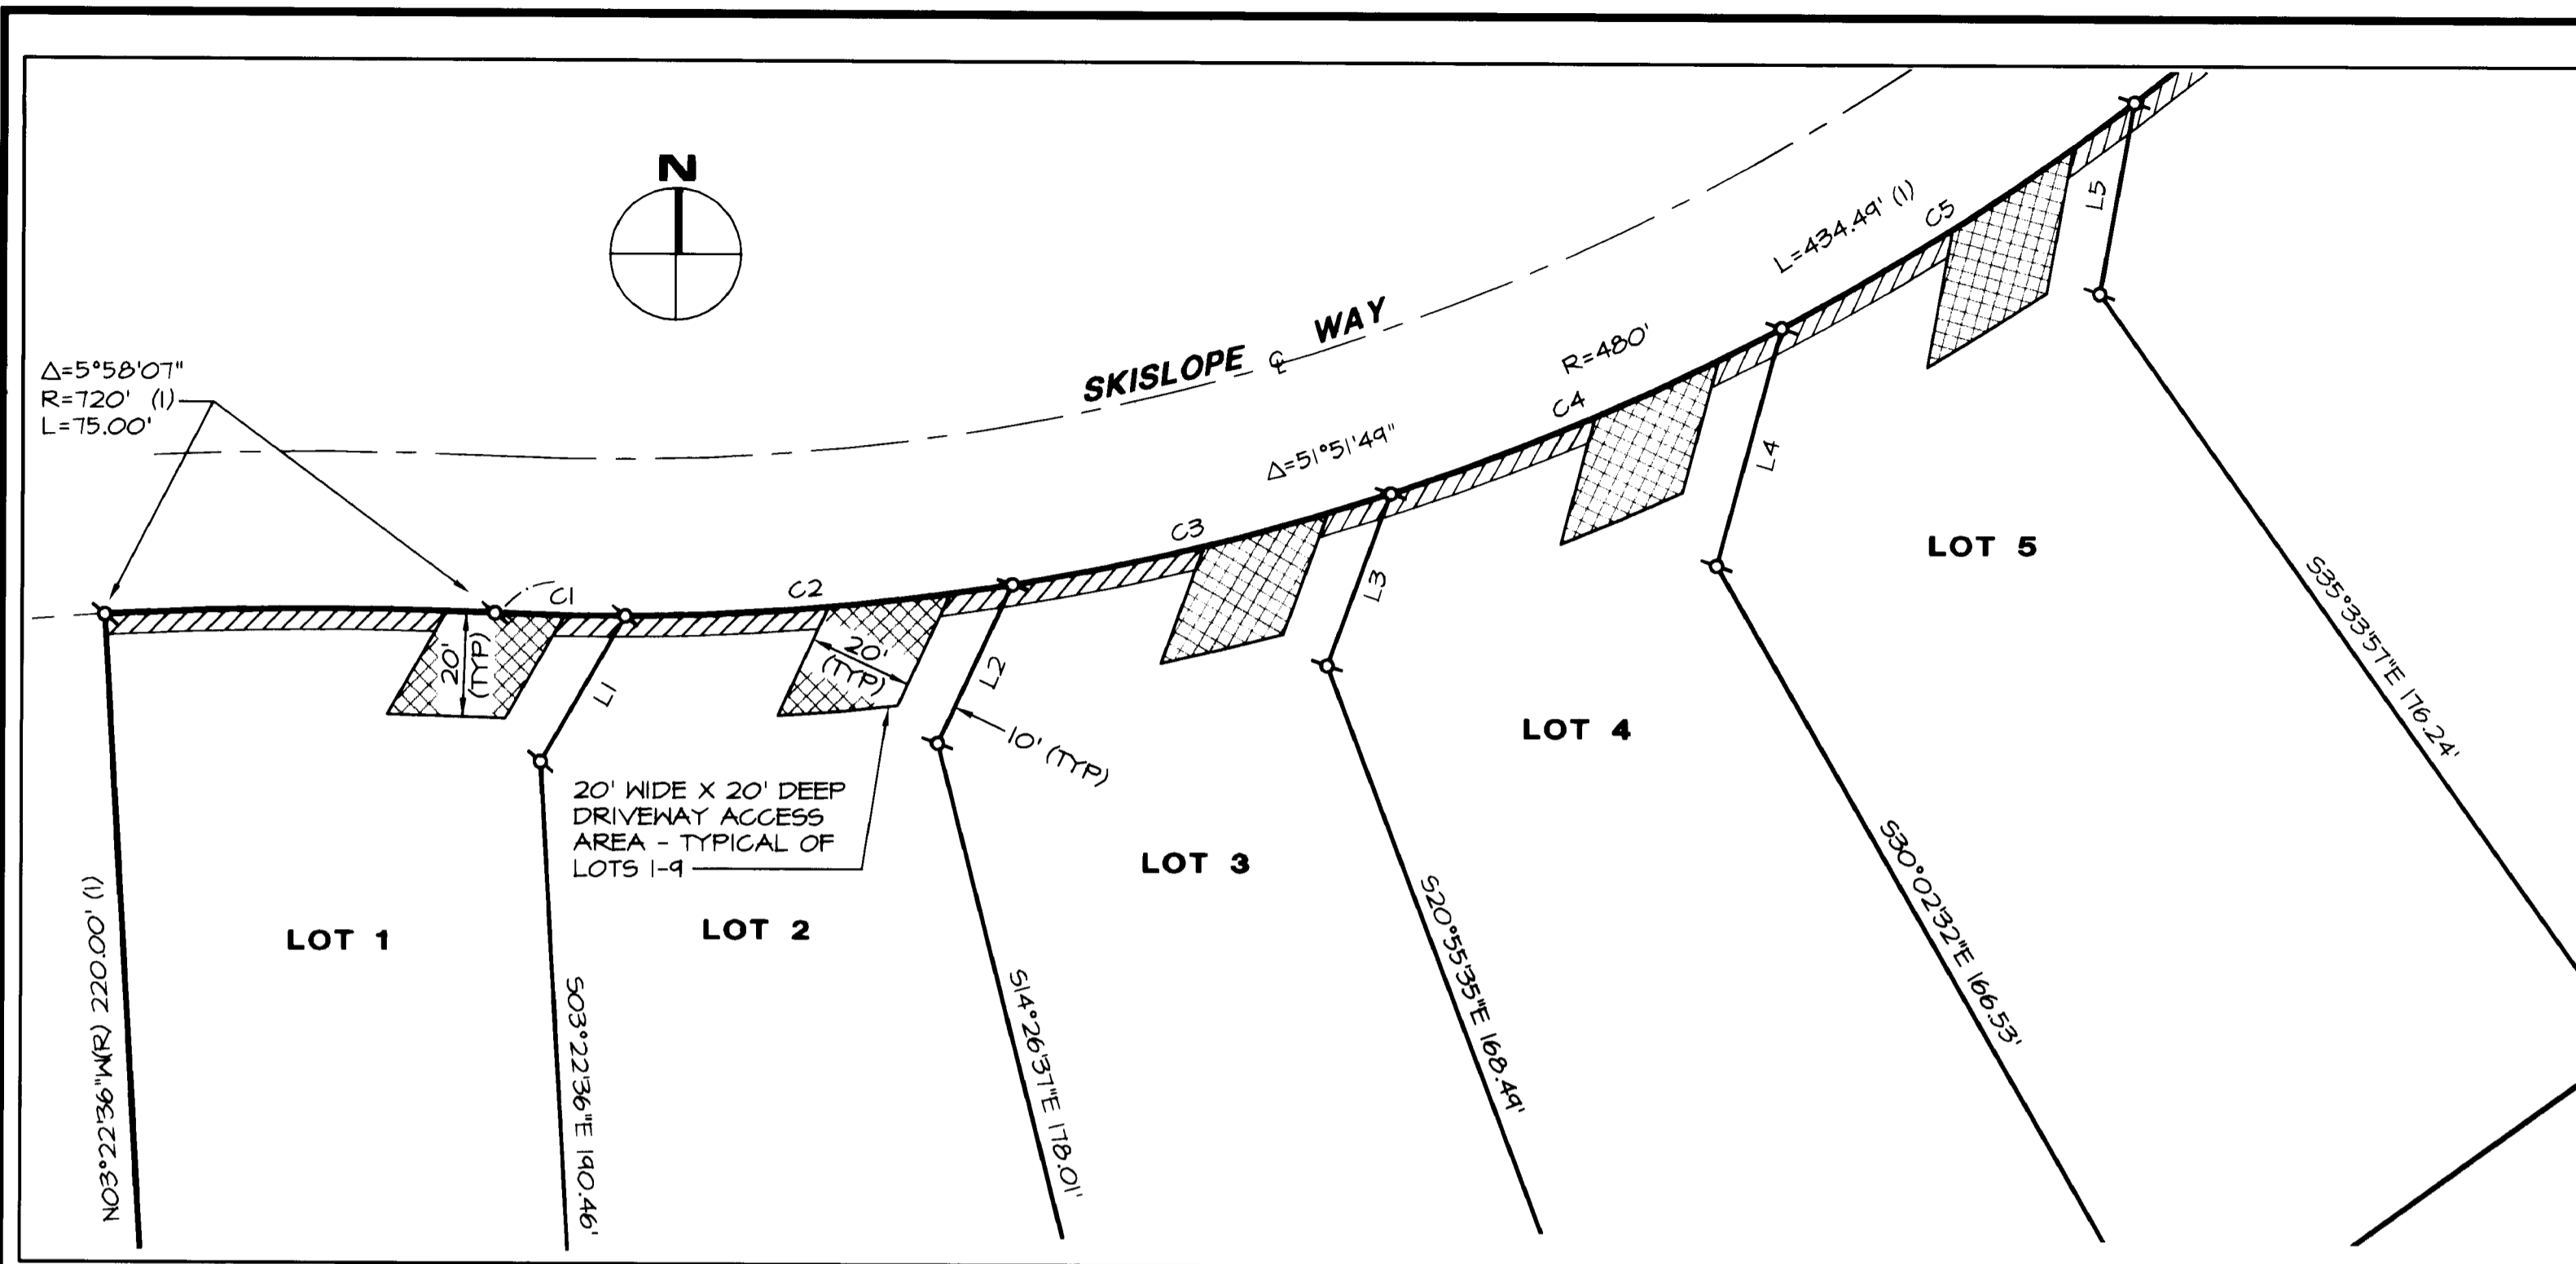 N
Δ=5°58'07"
R=720' (1)
L=75.00'
SKISLOPE ℄ WAY
L=434.49' (1)
R=480'
Δ=51°51'49"
C1
C2
C3
C4
C5
L1
L2
L3
L4
L5
20'
(TYP)
20'
(TYP)
10' (TYP)
20' WIDE X 20' DEEP
DRIVEWAY ACCESS
AREA - TYPICAL OF
LOTS 1-9
LOT 1
LOT 2
LOT 3
LOT 4
LOT 5
N03°22'36"W(R) 220.00' (1)
S03°22'36"E 190.46'
S14°26'37"E 178.01'
S20°55'35"E 168.49'
S30°02'32"E 166.53'
S35°33'57"E 176.24'